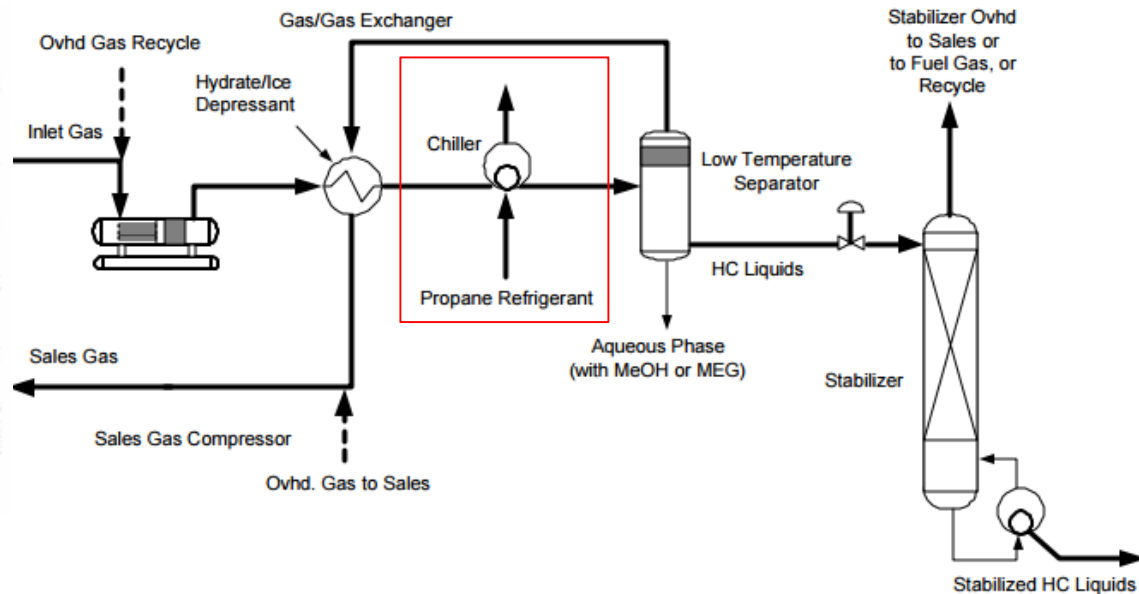 Gas/Gas Exchanger
Stabilizer Ovhd
to Sales or
to Fuel Gas, or
Recycle
Ovhd Gas Recycle
Hydrate/Ice
Depressant
Inlet Gas
Chiller
Low Temperature
Separator
HC Liquids
Propane Refrigerant
Aqueous Phase
(with MeOH or MEG)
Sales Gas
Stabilizer
Sales Gas Compressor
Ovhd. Gas to Sales
Stabilized HC Liquids